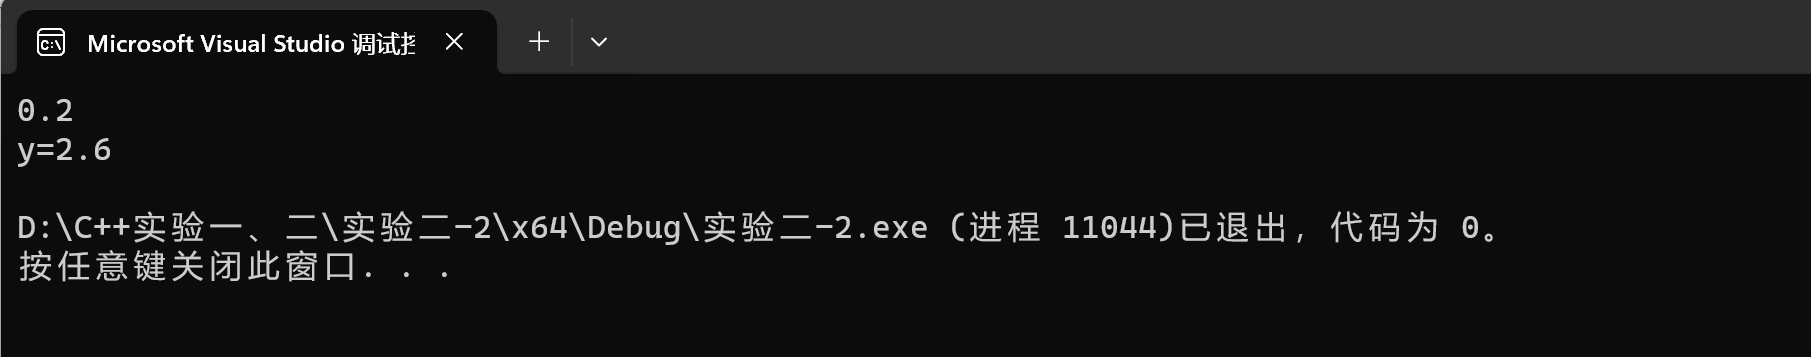 Microsoft Visual Studio 调试
0.2
y=2.6
D:\C++实验一、二\实验二-2\x64\Debug\实验二-2.exe (进程 11044)已退出，代码为 0。
按任意键关闭此窗口. . .